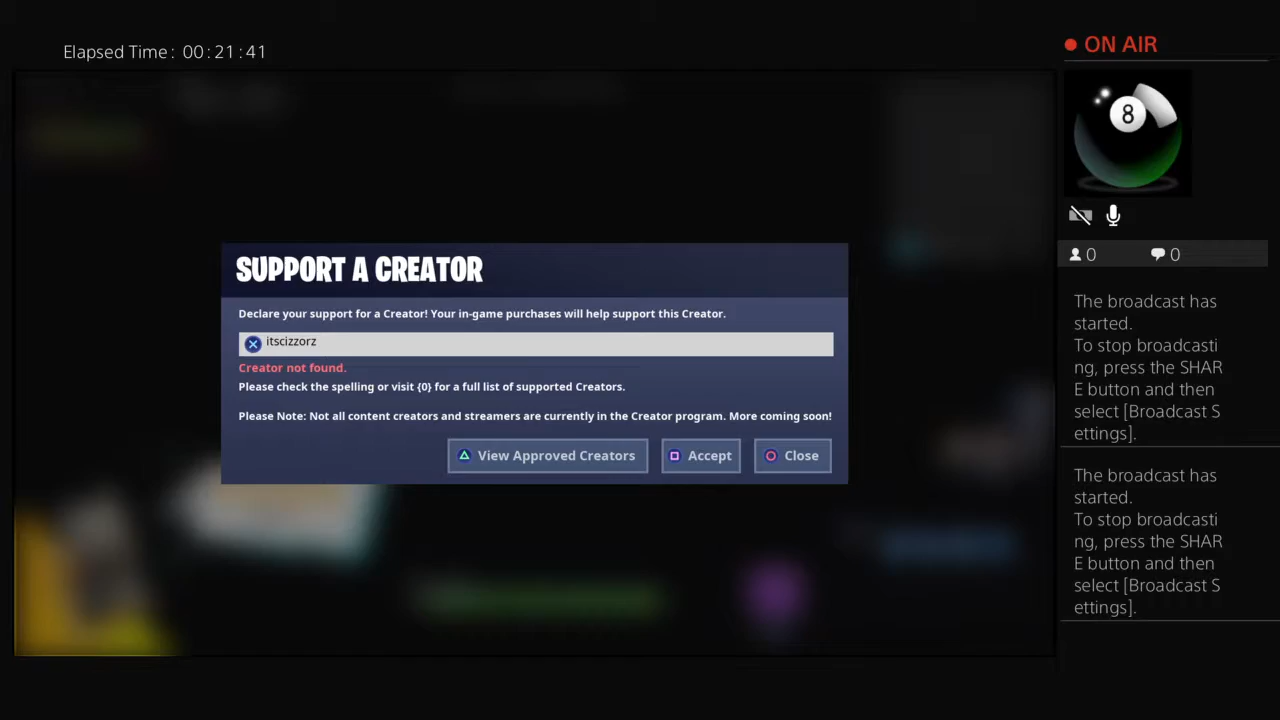 Elapsed Time: 00:21:41
ON AIR
8
0 0
SUPPORT A CREATOR
Declare your support for a Creator! Your in-game purchases will help support this Creator.
itscizzorz
Creator not found.
Please check the spelling or visit {0} for a full list of supported Creators.
Please Note: Not all content creators and streamers are currently in the Creator program. More coming soon!
View Approved Creators Accept Close
The broadcast has
started.
To stop broadcasti
ng, press the SHAR
E button and then
select [Broadcast S
ettings].
The broadcast has
started.
To stop broadcasti
ng, press the SHAR
E button and then
select [Broadcast S
ettings].